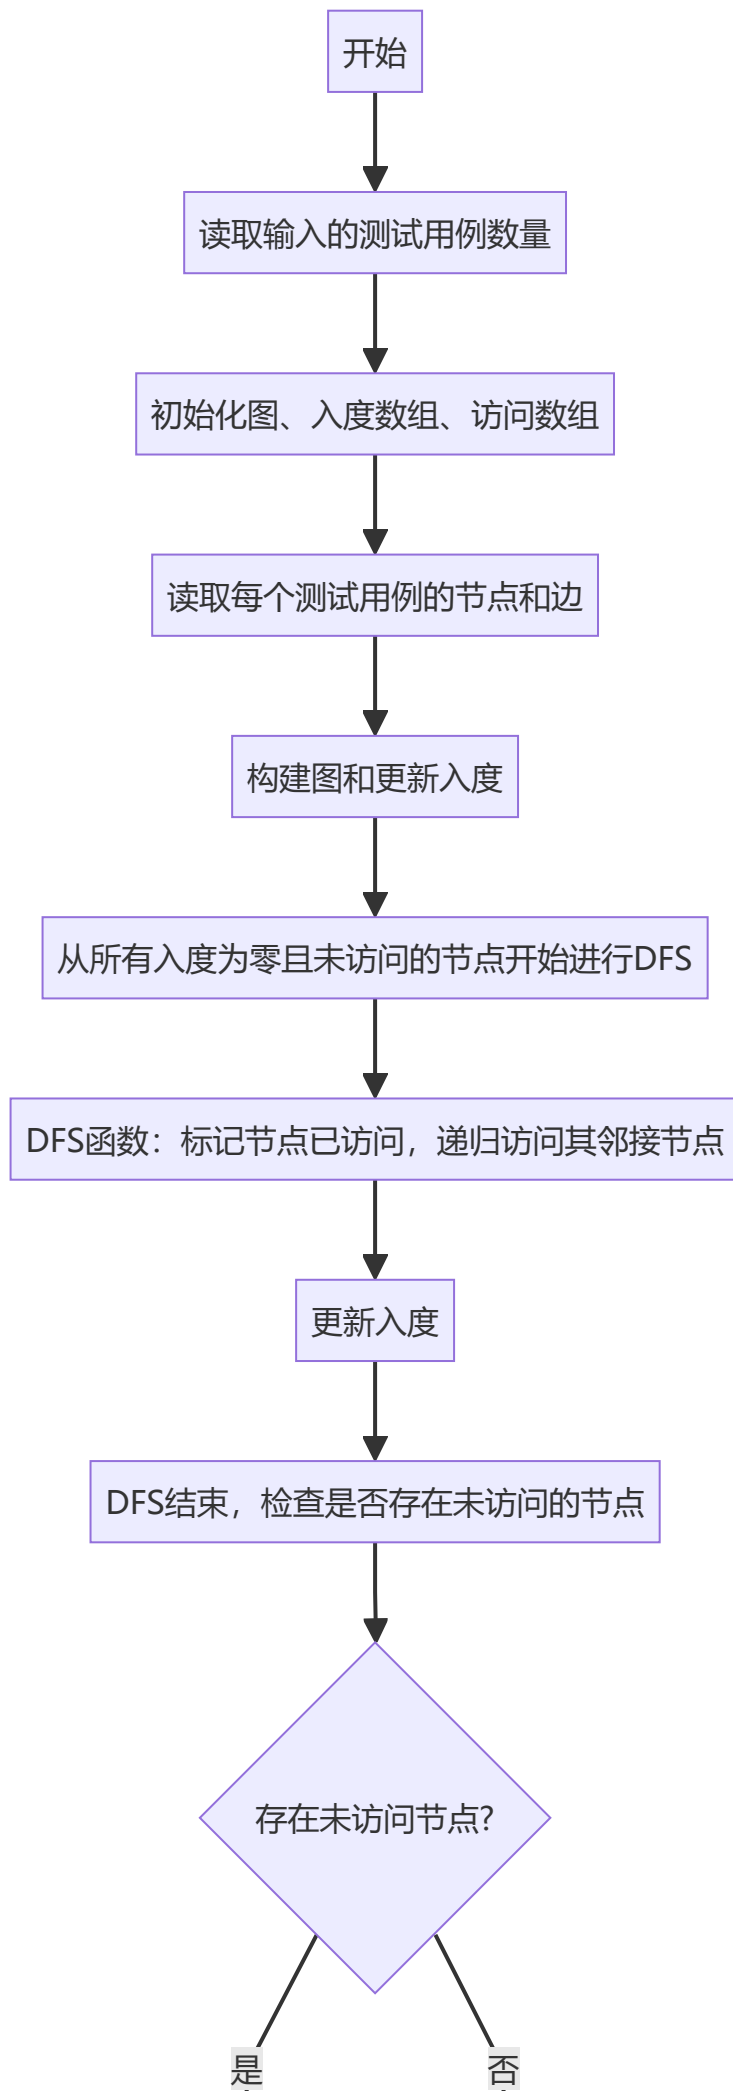 开始
读取输入的测试用例数量
初始化图、入度数组、访问数组
读取每个测试用例的节点和边
构建图和更新入度
从所有入度为零且未访问的节点开始进行DFS
DFS函数：标记节点已访问，递归访问其邻接节点
更新入度
DFS结束，检查是否存在未访问的节点
存在未访问节点?
是
否